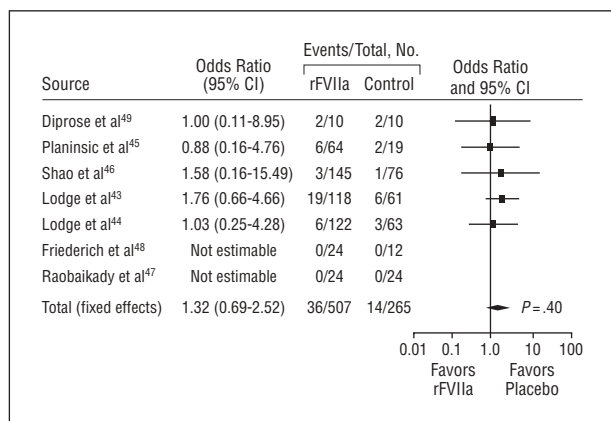 Events/Total, No.
Source Odds Ratio (95% CI) rFVIIa Control Odds Ratio and 95% CI
Diprose et al49 1.00 (0.11-8.95) 2/10 2/10
Planinsic et al45 0.88 (0.16-4.76) 6/64 2/19
Shao et al46 1.58 (0.16-15.49) 3/145 1/76
Lodge et al43 1.76 (0.66-4.66) 19/118 6/61
Lodge et al44 1.03 (0.25-4.28) 6/122 3/63
Friederich et al48 Not estimable 0/24 0/12
Raobaikady et al47 Not estimable 0/24 0/24
Total (fixed effects) 1.32 (0.69-2.52) 36/507 14/265 P = .40
0.01 0.1 1.0 10 100
Favors rFVIIa Favors Placebo